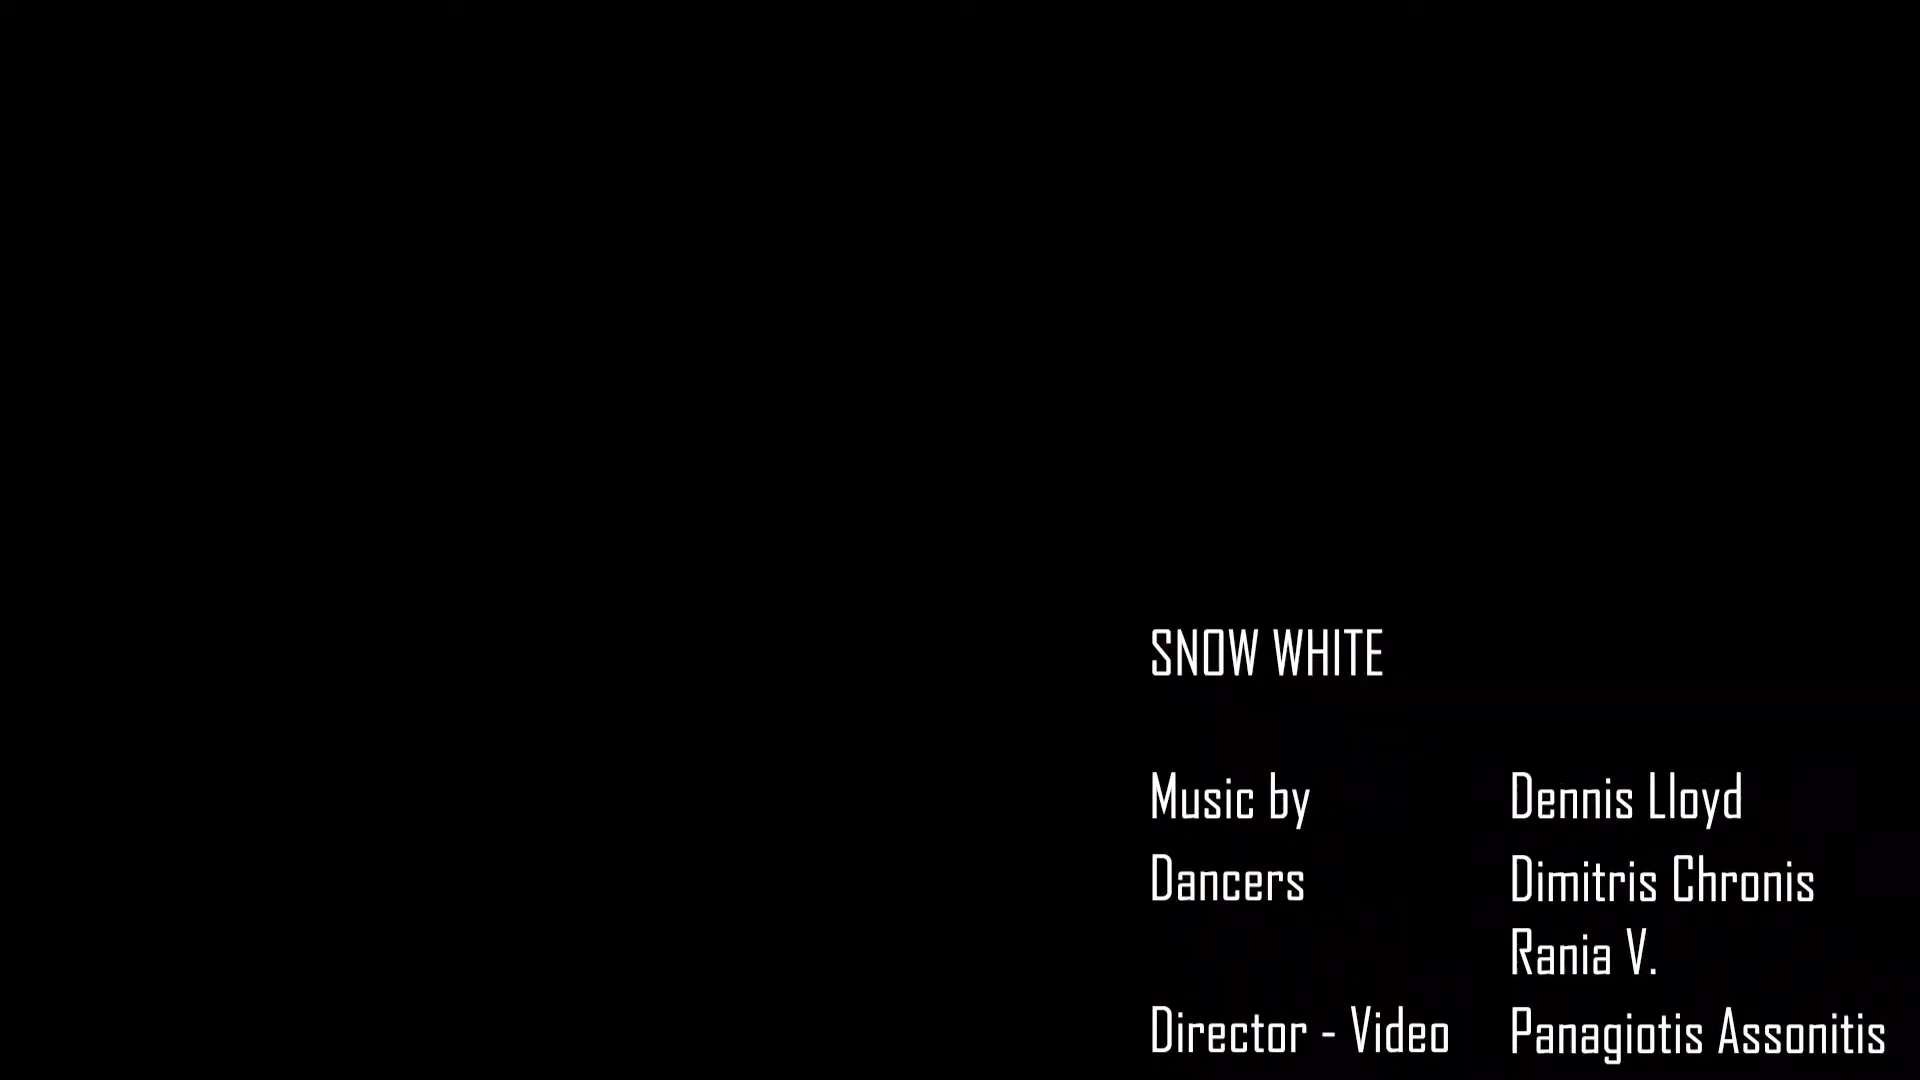 SNOW WHITE
Music by Dennis Lloyd
Dancers Dimitris Chronis
Rania V.
Director - Video Panagiotis Assonitis